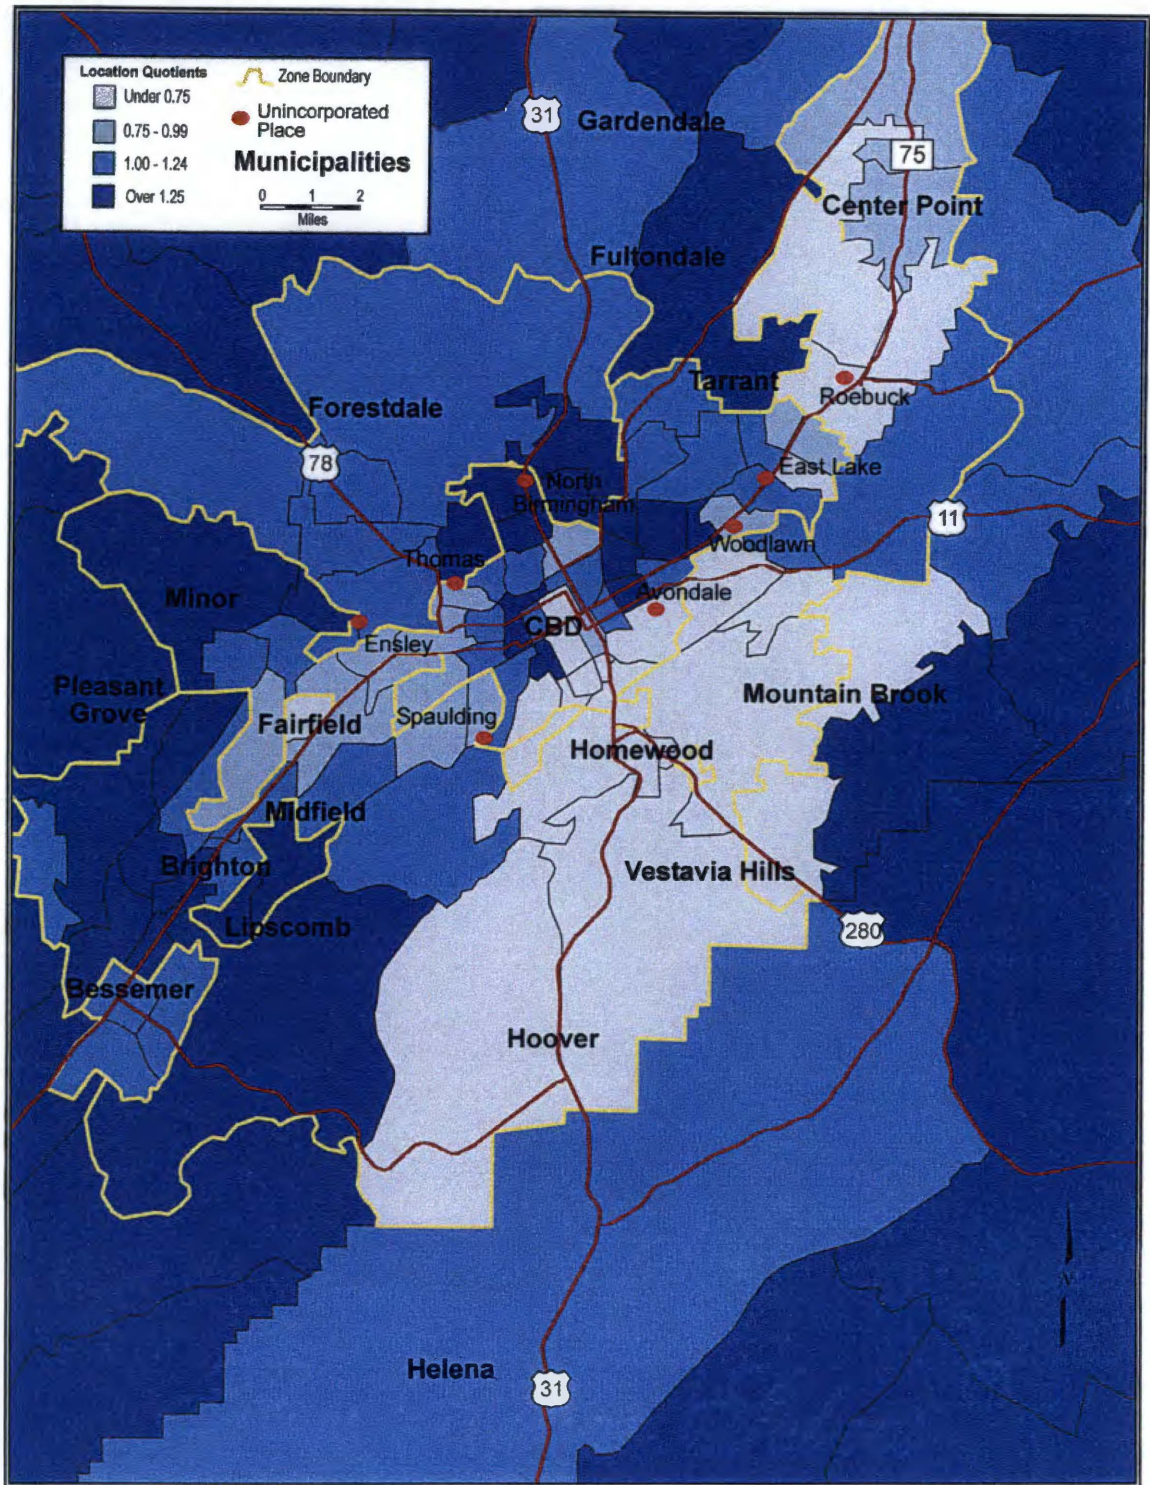 Location Quotients
Under 0.75
0.75 - 0.99
1.00 - 1.24
Over 1.25
Zone Boundary
Unincorporated
Place
Municipalities
0 1 2
Miles
31
Gardendale
75
Center Point
Fultondale
Tarrant
Roebuck
Forestdale
78
East Lake
North
Birmingham
11
Woodlawn
Thomas
Minor
Avondale
CBD
Ensley
Pleasant
Grove
Mountain Brook
Fairfield
Spaulding
Homewood
Midfield
Brighton
Vestavia Hills
Lipscomb
280
Bessemer
Hoover
N
Helena
31